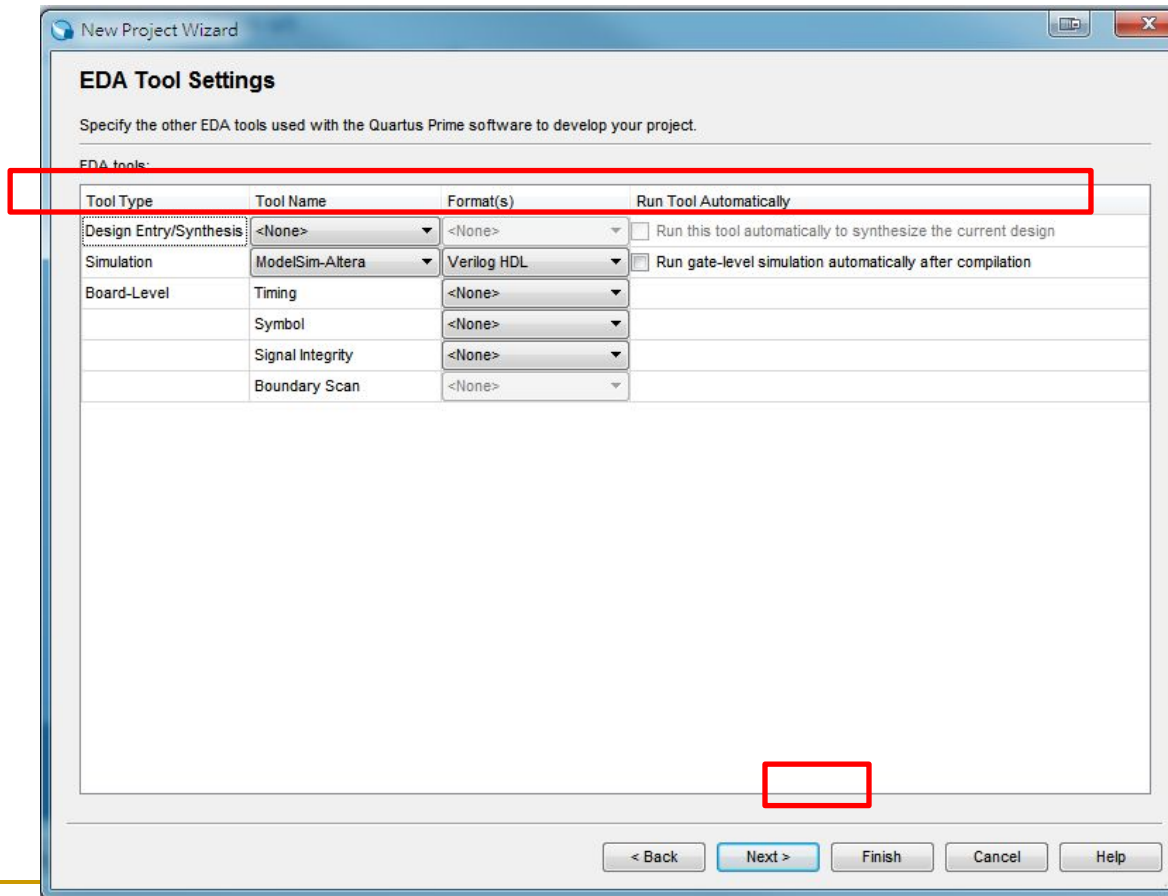 New Project Wizard
EDA Tool Settings
Specify the other EDA tools used with the Quartus Prime software to develop your project.
EDA tools:
Tool Type Tool Name Format(s) Run Tool Automatically
Design Entry/Synthesis <None> <None> Run this tool automatically to synthesize the current design
Simulation ModelSim-Altera Verilog HDL Run gate-level simulation automatically after compilation
Board-Level Timing <None>
Symbol <None>
Signal Integrity <None>
Boundary Scan <None>
< Back Next > Finish Cancel Help